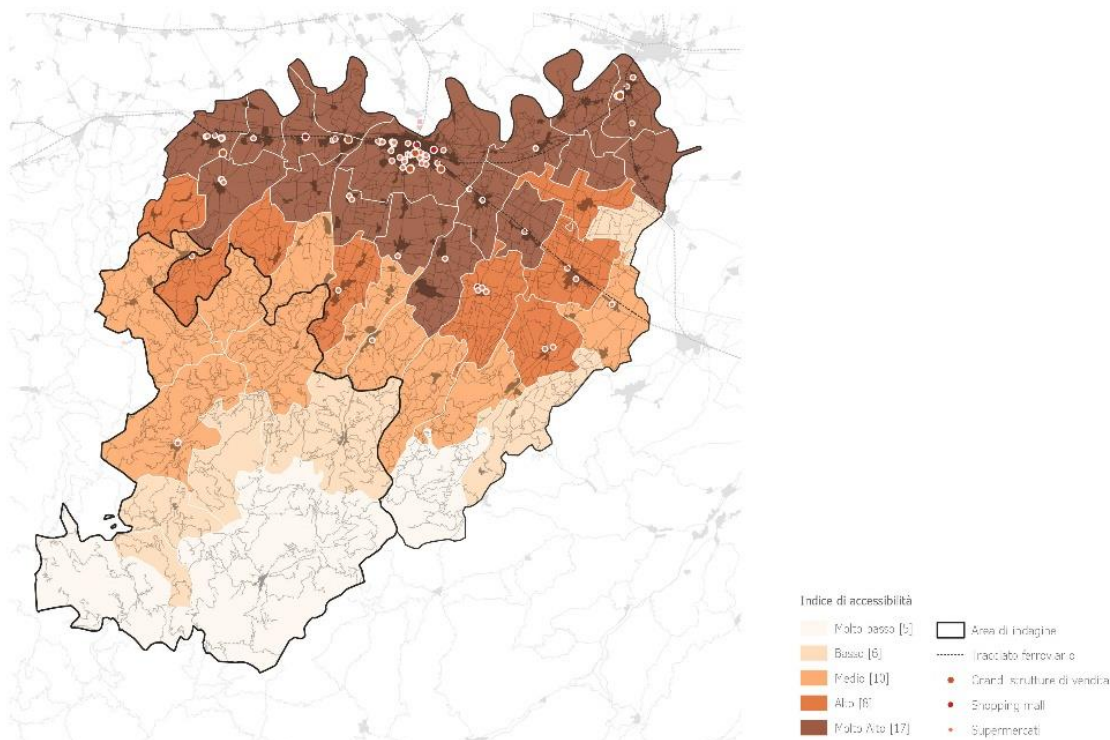 Indice di accessibilità
Molto basso [5]
Basso [6]
Medio [10]
Alto [8]
Molto Alto [17]
Area di indagine
Tracciato ferroviario
Grandi strutture di vendita
Shopping mall
Supermercati